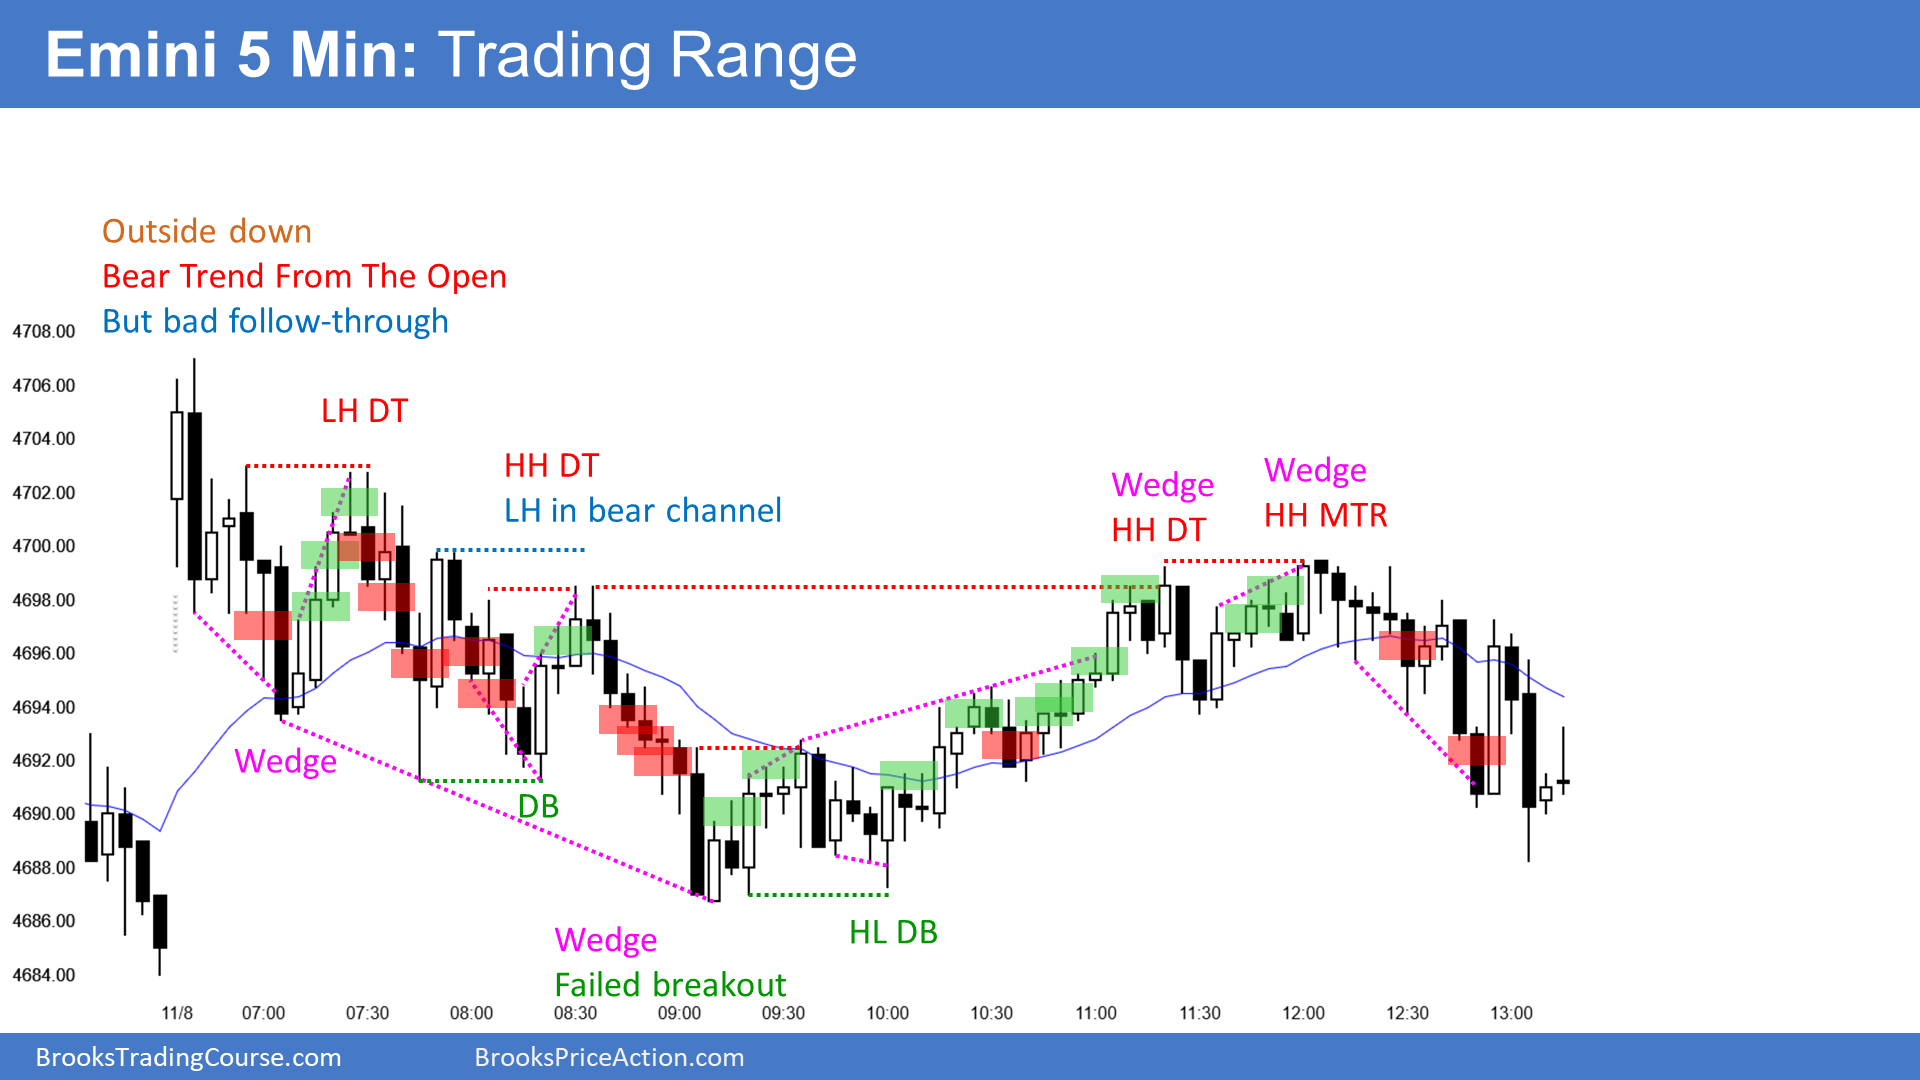 Emini 5 Min: Trading Range
Outside down
Bear Trend From The Open
But bad follow-through
4708.00
4706.00
4704.00
4702.00
4700.00
4698.00
4696.00
4694.00
4692.00
4690.00
4688.00
4686.00
4684.00
LH DT
HH DT
LH in bear channel
Wedge
HH DT
Wedge
HH MTR
Wedge
DB
Wedge
Failed breakout
HL DB
11/8 07:00 07:30 08:00 08:30 09:00 09:30 10:00 10:30 11:00 11:30 12:00 12:30 13:00
BrooksTradingCourse.com BrooksPriceAction.com